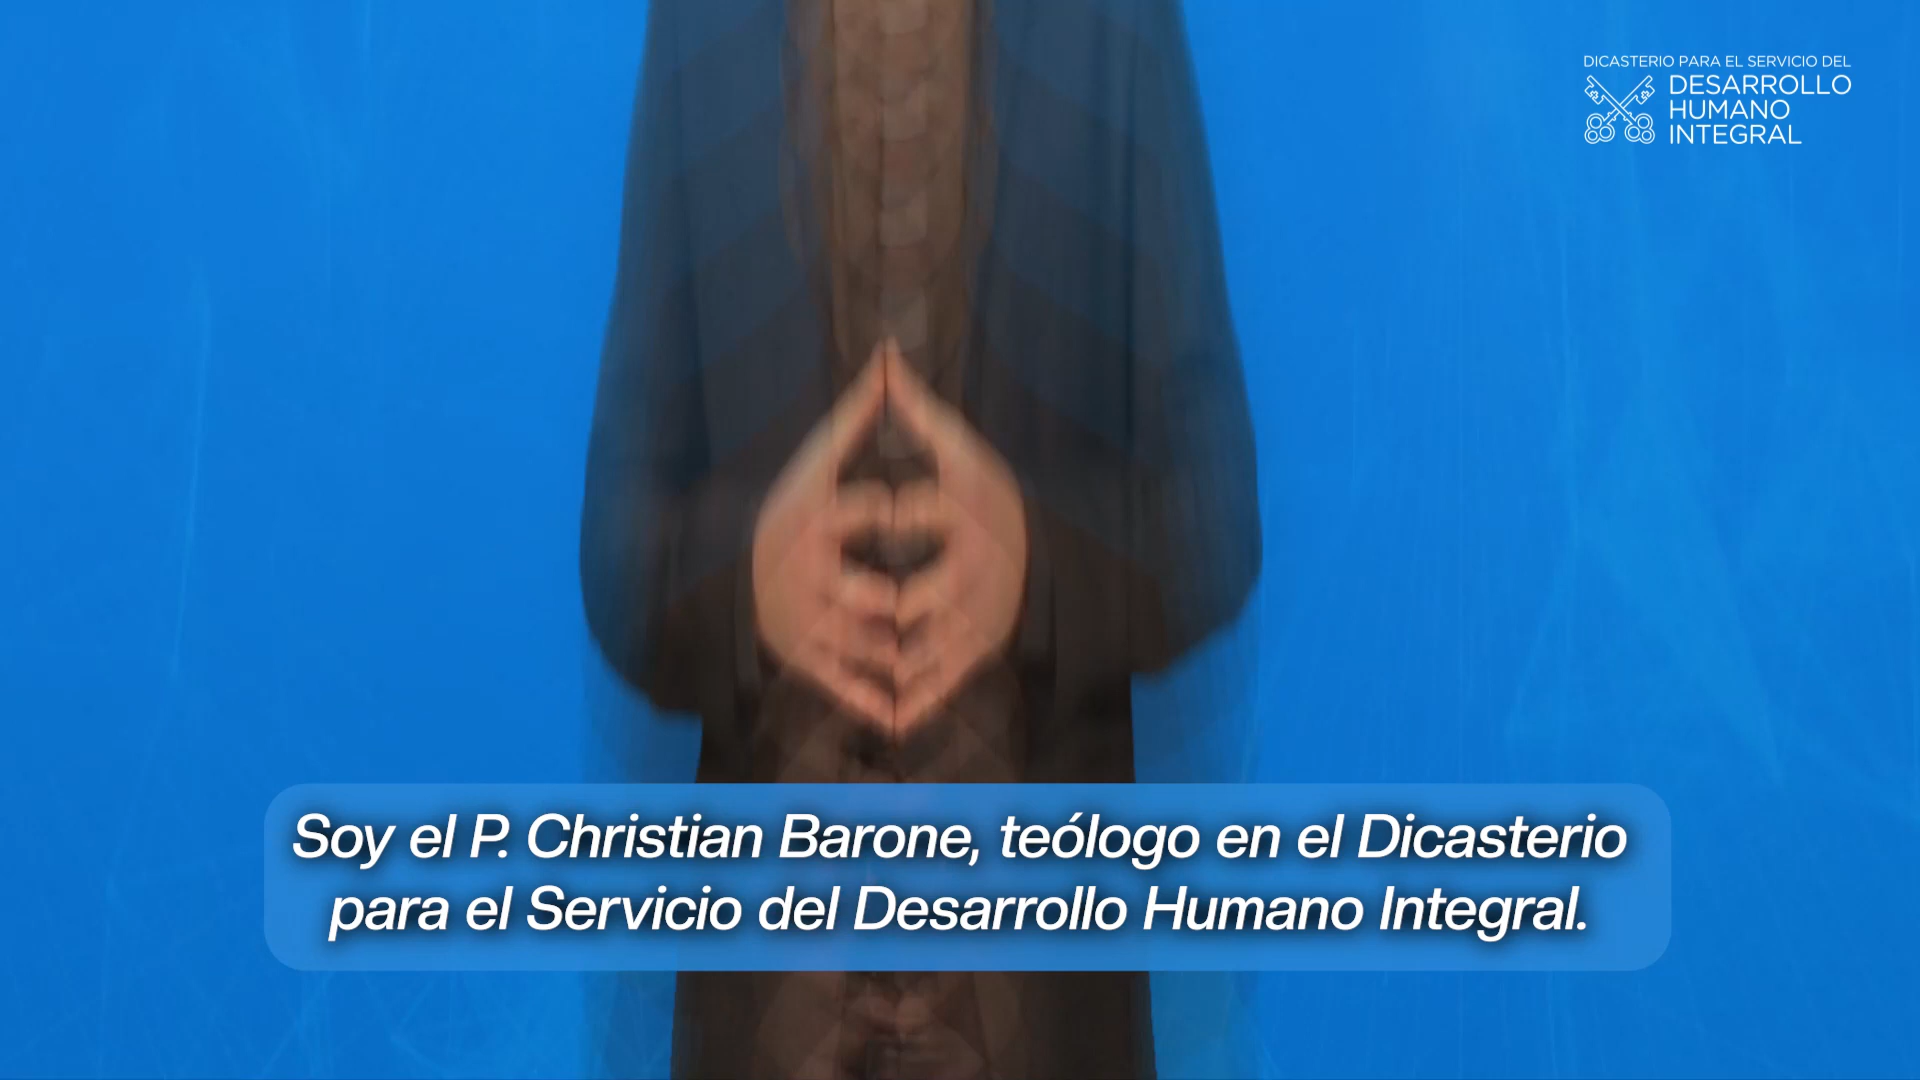 DICASTERIO PARA EL SERVICIO DEL
DESARROLLO
HUMANO
INTEGRAL
Soy el P. Christian Barone, teólogo en el Dicasterio
para el Servicio del Desarrollo Humano Integral.